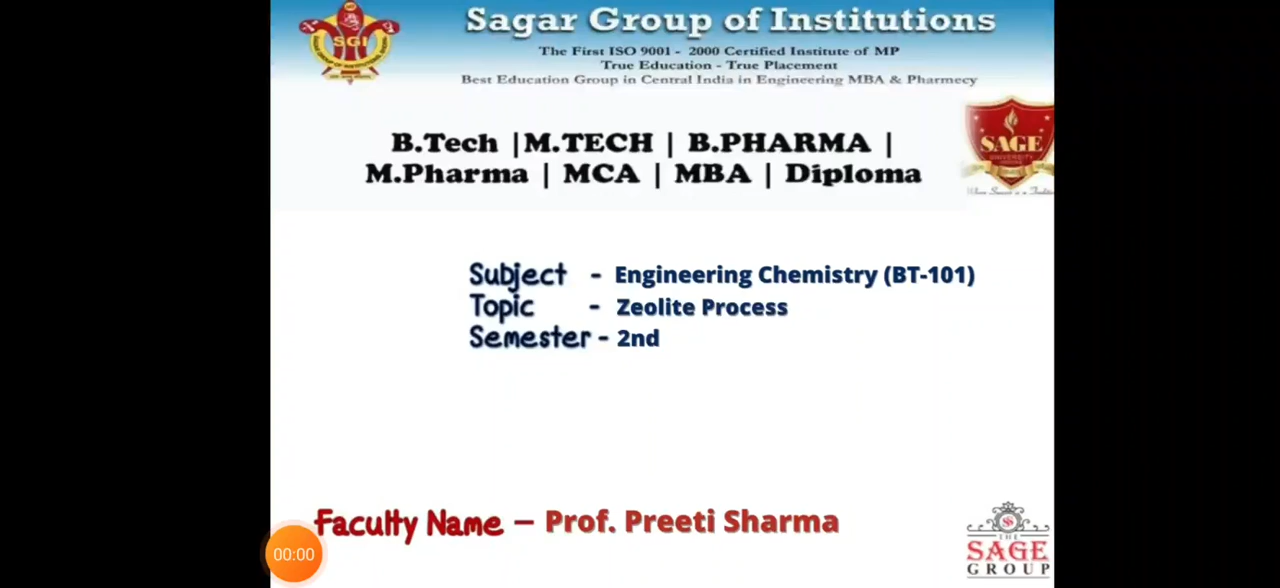 SGI
Sagar Group of Institutions
The First ISO 9001 - 2000 Certified Institute of MP
True Education - True Placement
Best Education Group in Central India in Engineering MBA & Pharmecy
B.Tech |M.TECH | B.PHARMA |
M.Pharma | MCA | MBA | Diploma
SAGE
UNIVERSITY
Subject - Engineering Chemistry (BT-101)
Topic - Zeolite Process
Semester - 2nd
Faculty Name – Prof. Preeti Sharma
00:00
THE
SAGE
GROUP